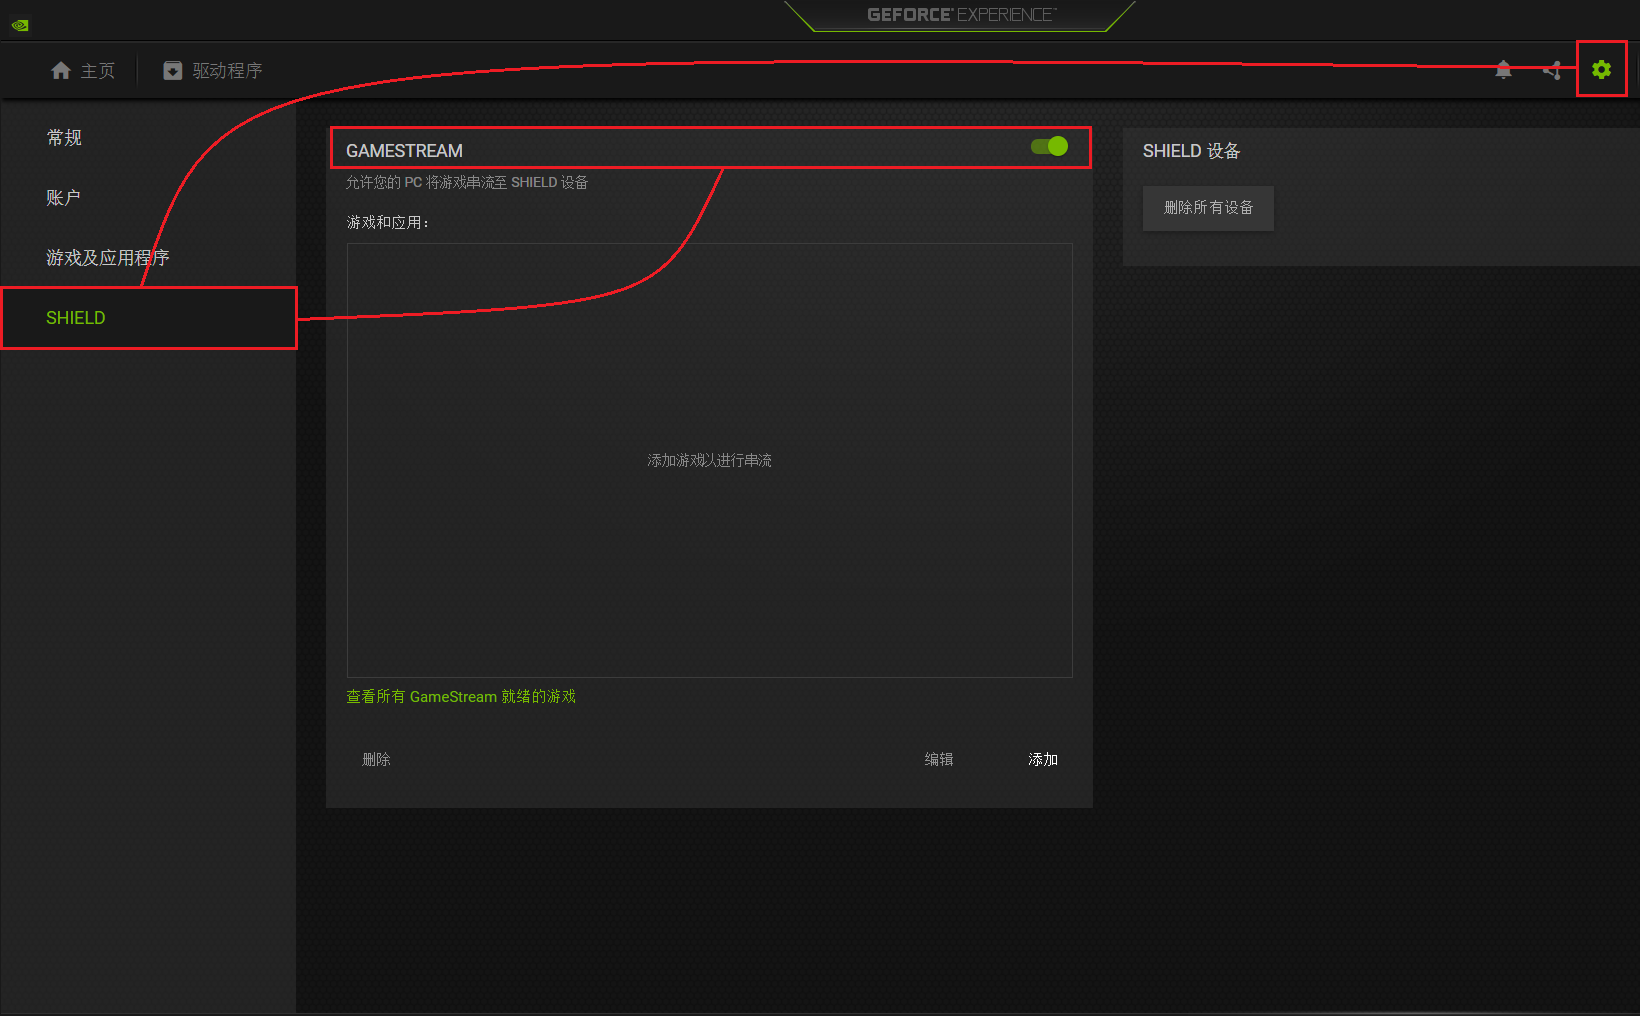 GEFORCE® EXPERIENCE™
主页
驱动程序
常规
账户
游戏及应用程序
SHIELD
GAMESTREAM
允许您的 PC 将游戏串流至 SHIELD 设备
游戏和应用：
添加游戏以进行串流
查看所有 GameStream 就绪的游戏
删除
编辑
添加
SHIELD 设备
删除所有设备